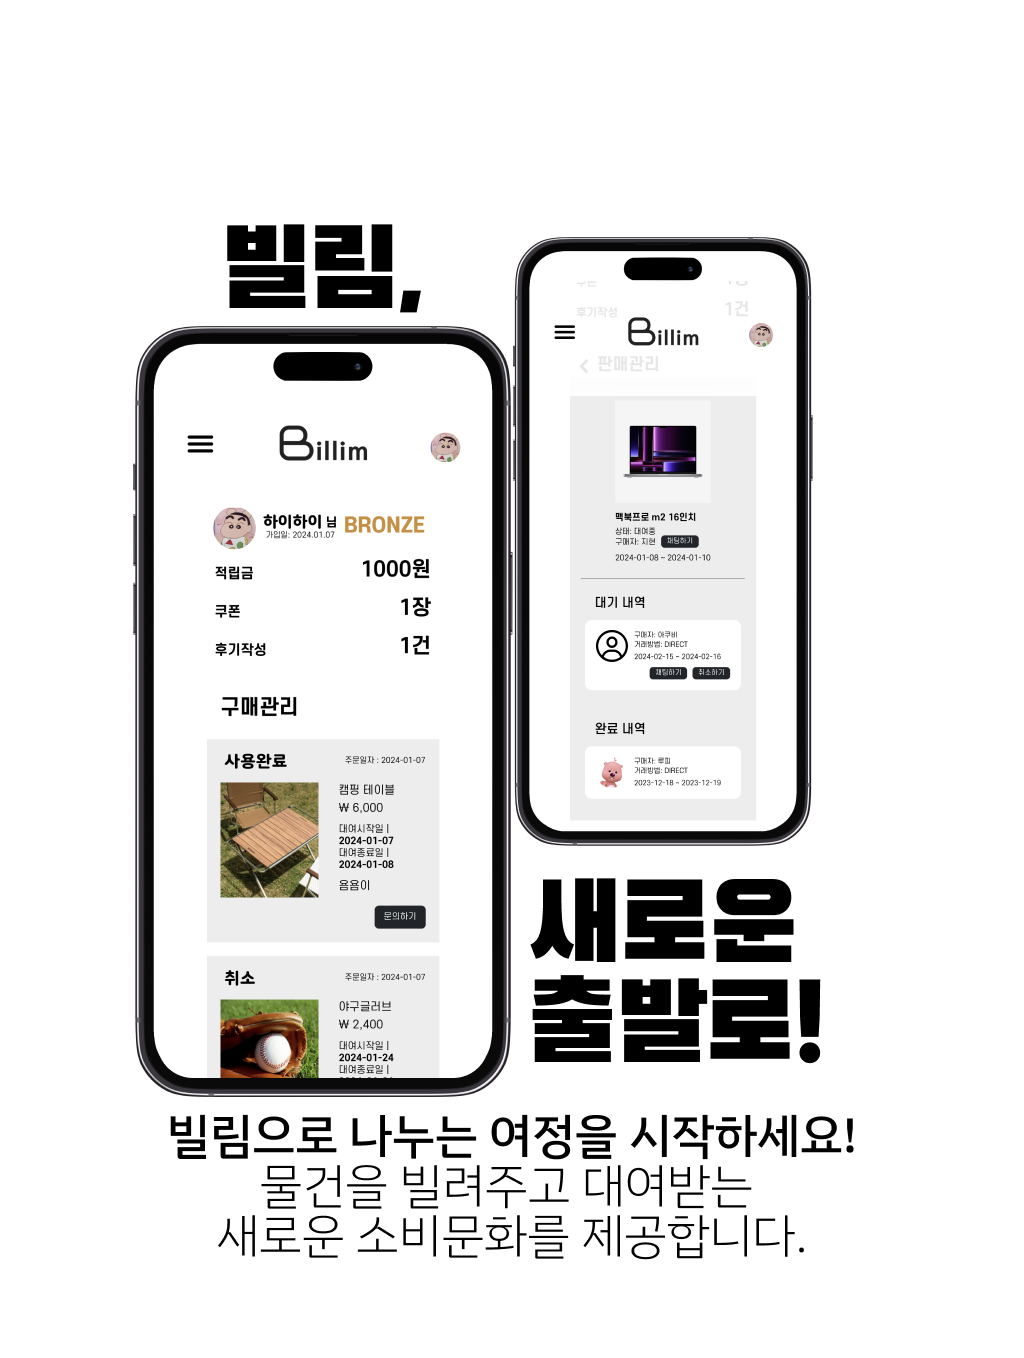 빌림,
Billim
하이하이 님 BRONZE
가입일: 2024.01.07
적립금 1000원
쿠폰 1장
후기작성 1건
구매관리
사용완료 주문일자 : 2024-01-07
캠핑 테이블
₩ 6,000
대여시작일 |
2024-01-07
대여종료일 |
2024-01-08
욤욤이
문의하기
취소 주문일자 : 2024-01-07
야구글러브
₩ 2,400
대여시작일 |
2024-01-24
대여종료일 |
후기작성 1건
Billim
판매관리
맥북프로 m2 16인치
상태: 대여중
구매자: 지현 채팅하기
2024-01-08 ~ 2024-01-10
대기 내역
구매자: 아쿠비
거래방법: DIRECT
2024-02-15 ~ 2024-02-16
채팅하기 취소하기
완료 내역
구매자: 루피
거래방법: DIRECT
2023-12-18 ~ 2023-12-19
새로운
출발로!
빌림으로 나누는 여정을 시작하세요!
물건을 빌려주고 대여받는
새로운 소비문화를 제공합니다.